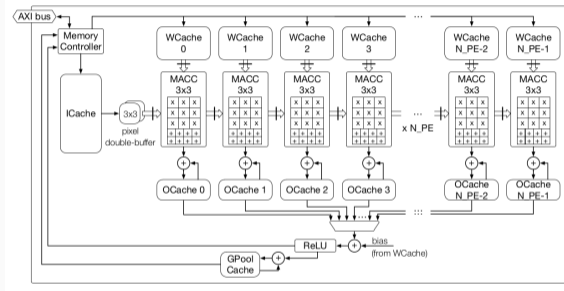 AXI bus
Memory
Controller
WCache
0
WCache
1
WCache
2
WCache
3
...
WCache
N_PE-2
WCache
N_PE-1
ICache
3x3
pixel
double-buffer
MACC
3x3
x x x
x x x
x x x
+ + + +
+ + + +
MACC
3x3
x x x
x x x
x x x
+ + + +
+ + + +
MACC
3x3
x x x
x x x
x x x
+ + + +
+ + + +
MACC
3x3
x x x
x x x
x x x
+ + + +
+ + + +
...
x N_PE
MACC
3x3
x x x
x x x
x x x
+ + + +
+ + + +
MACC
3x3
x x x
x x x
x x x
+ + + +
+ + + +
+
+
+
+
+
+
OCache 0
OCache 1
OCache 2
OCache 3
OCache
N_PE-2
OCache
N_PE-1
...
ReLU
+
bias
(from WCache)
GPool
Cache
+